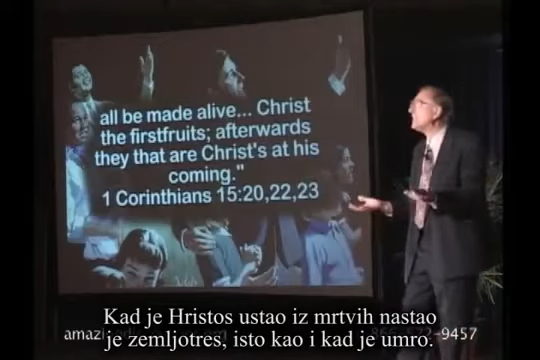 all be made alive... Christ
the firstfruits; afterwards
they that are Christ's at his
coming."
1 Corinthians 15:20,22,23
Kad je Hristos ustao iz mrtvih nastao
je zemljotres, isto kao i kad je umro.